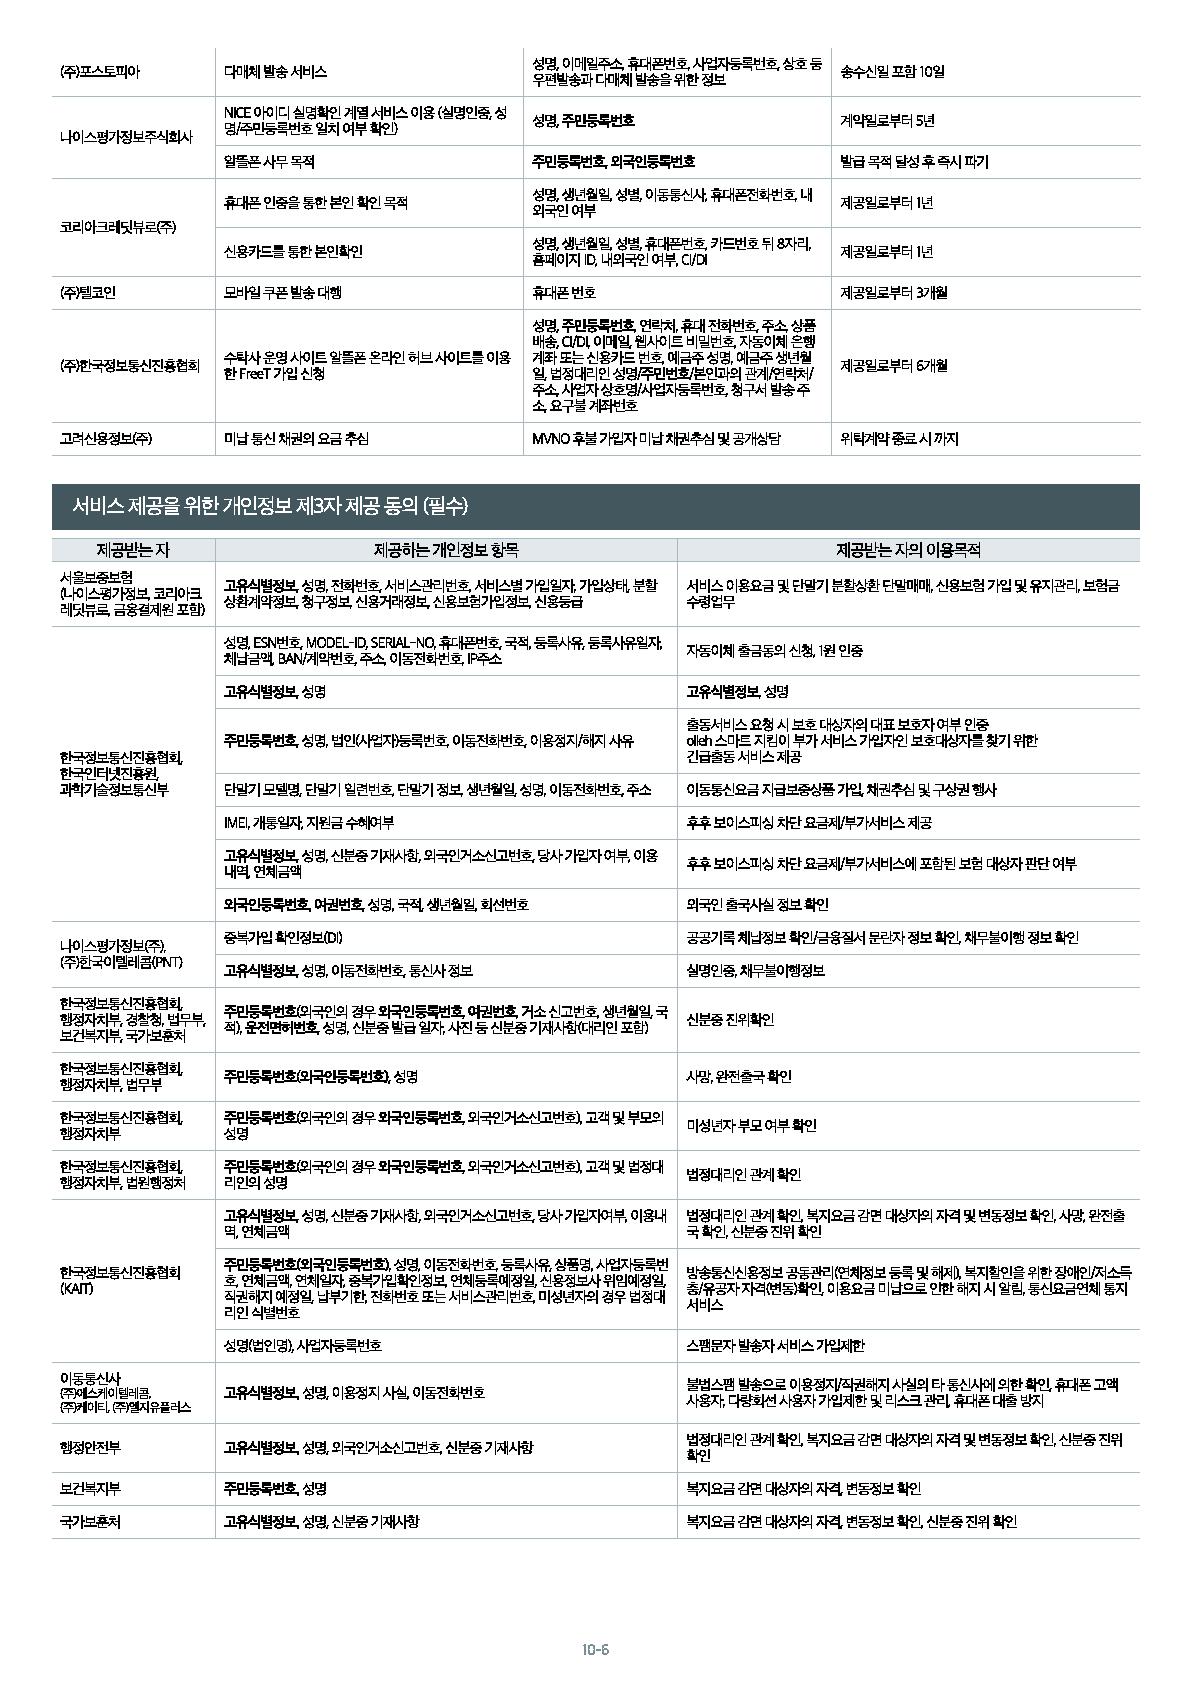 (주)포스토피아
다매체 발송 서비스
성명, 이메일주소, 휴대폰번호, 사업자등록번호, 상호 등
우편발송과 다매체 발송을 위한 정보
송수신일 포함 10일
나이스평가정보주식회사
NICE 아이디 실명확인 계열 서비스 이용 (실명인증, 성
명/주민등록번호 일치 여부 확인)
성명, 주민등록번호
계약일로부터 5년
알뜰폰 사무 목적
주민등록번호, 외국인등록번호
발급 목적 달성 후 즉시 파기
코리아크레딧뷰로(주)
휴대폰 인증을 통한 본인 확인 목적
성명, 생년월일, 성별, 이동통신사, 휴대폰전화번호, 내
외국인 여부
제공일로부터 1년
신용카드를 통한 본인확인
성명, 생년월일, 성별, 휴대폰번호, 카드번호 뒤 8자리,
홈페이지 ID, 내외국인 여부, CI/DI
제공일로부터 1년
(주)텔코인
모바일 쿠폰 발송 대행
휴대폰 번호
제공일로부터 3개월
(주)한국정보통신진흥협회
수탁사 운영 사이트 알뜰폰 온라인 허브 사이트를 이용
한 FreeT 가입 신청
성명, 주민등록번호, 연락처, 휴대 전화번호, 주소, 상품
배송, CI/DI, 이메일, 웹사이트 비밀번호, 자동이체 은행
계좌 또는 신용카드 번호, 예금주 성명, 예금주 생년월
일, 법정대리인 성명/주민번호/본인과의 관계/연락처/
주소, 사업자 상호명/사업자등록번호, 청구서 발송 주
소, 요구불 계좌번호
제공일로부터 6개월
고려신용정보(주)
미납 통신 채권의 요금 추심
MVNO 후불 가입자 미납 채권추심 및 공개상담
위탁계약 종료 시 까지
서비스 제공을 위한 개인정보 제3자 제공 동의 (필수)
제공받는 자
제공하는 개인정보 항목
제공받는 자의 이용목적
서울보증보험
(나이스평가정보, 코리아크
레딧뷰로, 금융결제원 포함)
고유식별정보, 성명, 전화번호, 서비스관리번호, 서비스별 가입일자, 가입상태, 분할
상환계약정보, 청구정보, 신용거래정보, 신용보험가입정보, 신용등급
서비스 이용요금 및 단말기 분할상환 단말매매, 신용보험 가입 및 유지관리, 보험금
수령업무
한국정보통신진흥협회,
한국인터넷진흥원,
과학기술정보통신부
성명, ESN번호, MODEL-ID, SERIAL-NO, 휴대폰번호, 국적, 등록사유, 등록사유일자,
체납금액, BAN/계약번호, 주소, 이동전화번호, IP주소
자동이체 출금동의 신청, 1원 인증
고유식별정보, 성명
고유식별정보, 성명
주민등록번호, 성명, 법인(사업자)등록번호, 이동전화번호, 이용정지/해지 사유
출동서비스 요청 시 보호 대상자의 대표 보호자 여부 인증
olleh 스마트 지킴이 부가 서비스 가입자인 보호대상자를 찾기 위한
긴급출동 서비스 제공
단말기 모델명, 단말기 일련번호, 단말기 정보, 생년월일, 성명, 이동전화번호, 주소
이동통신요금 지급보증상품 가입, 채권추심 및 구상권 행사
IMEI, 개통일자, 지원금 수혜여부
후후 보이스피싱 차단 요금제/부가서비스 제공
고유식별정보, 성명, 신분증 기재사항, 외국인거소신고번호, 당사 가입자 여부, 이용
내역, 연체금액
후후 보이스피싱 차단 요금제/부가서비스에 포함된 보험 대상자 판단 여부
외국인등록번호, 여권번호, 성명, 국적, 생년월일, 회선번호
외국인 출국사실 정보 확인
나이스평가정보(주),
(주)한국이텔레콤(PNT)
중복가입 확인정보(DI)
공공기록 체납정보 확인/금융질서 문란자 정보 확인, 채무불이행 정보 확인
고유식별정보, 성명, 이동전화번호, 통신사 정보
실명인증, 채무불이행정보
한국정보통신진흥협회,
행정자치부, 경찰청, 법무부,
보건복지부, 국가보훈처
주민등록번호(외국인의 경우 외국인등록번호, 여권번호, 거소 신고번호, 생년월일, 국
적), 운전면허번호, 성명, 신분증 발급 일자, 사진 등 신분증 기재사항(대리인 포함)
신분증 진위확인
한국정보통신진흥협회,
행정자치부, 법무부
주민등록번호(외국인등록번호), 성명
사망, 완전출국 확인
한국정보통신진흥협회,
행정자치부
주민등록번호(외국인의 경우 외국인등록번호, 외국인거소신고번호), 고객 및 부모의
성명
미성년자 부모 여부 확인
한국정보통신진흥협회,
행정자치부, 법원행정처
주민등록번호(외국인의 경우 외국인등록번호, 외국인거소신고번호), 고객 및 법정대
리인의 성명
법정대리인 관계 확인
한국정보통신진흥협회
(KAIT)
고유식별정보, 성명, 신분증 기재사항, 외국인거소신고번호, 당사 가입자여부, 이용내
역, 연체금액
법정대리인 관계 확인, 복지요금 감면 대상자의 자격 및 변동정보 확인, 사망, 완전출
국 확인, 신분증 진위 확인
주민등록번호(외국인등록번호), 성명, 이동전화번호, 등록사유, 상품명, 사업자등록번
호, 연체금액, 연체일자, 중복가입확인정보, 연체등록예정일, 신용정보사 위임예정일,
직권해지 예정일, 납부기한, 전화번호 또는 서비스관리번호, 미성년자의 경우 법정대
리인 식별번호
방송통신신용정보 공동관리(연체정보 등록 및 해제), 복지할인을 위한 장애인/저소득
층/유공자 자격(변동)확인, 이용요금 미납으로 인한 해지 시 알림, 통신요금연체 통지
서비스
성명(법인명), 사업자등록번호
스팸문자 발송자 서비스 가입제한
이동통신사
(주)에스케이텔레콤,
(주)케이티, (주)엘지유플러스
고유식별정보, 성명, 이용정지 사실, 이동전화번호
불법스팸 발송으로 이용정지/직권해지 사실의 타 통신사에 의한 확인, 휴대폰 고액
사용자, 다량회선 사용자 가입제한 및 리스크 관리, 휴대폰 대출 방지
행정안전부
고유식별정보, 성명, 외국인거소신고번호, 신분증 기재사항
법정대리인 관계 확인, 복지요금 감면 대상자의 자격 및 변동정보 확인, 신분증 진위
확인
보건복지부
주민등록번호, 성명
복지요금 감면 대상자의 자격, 변동정보 확인
국가보훈처
고유식별정보, 성명, 신분증 기재사항
복지요금 감면 대상자의 자격, 변동정보 확인, 신분증 진위 확인
10-6